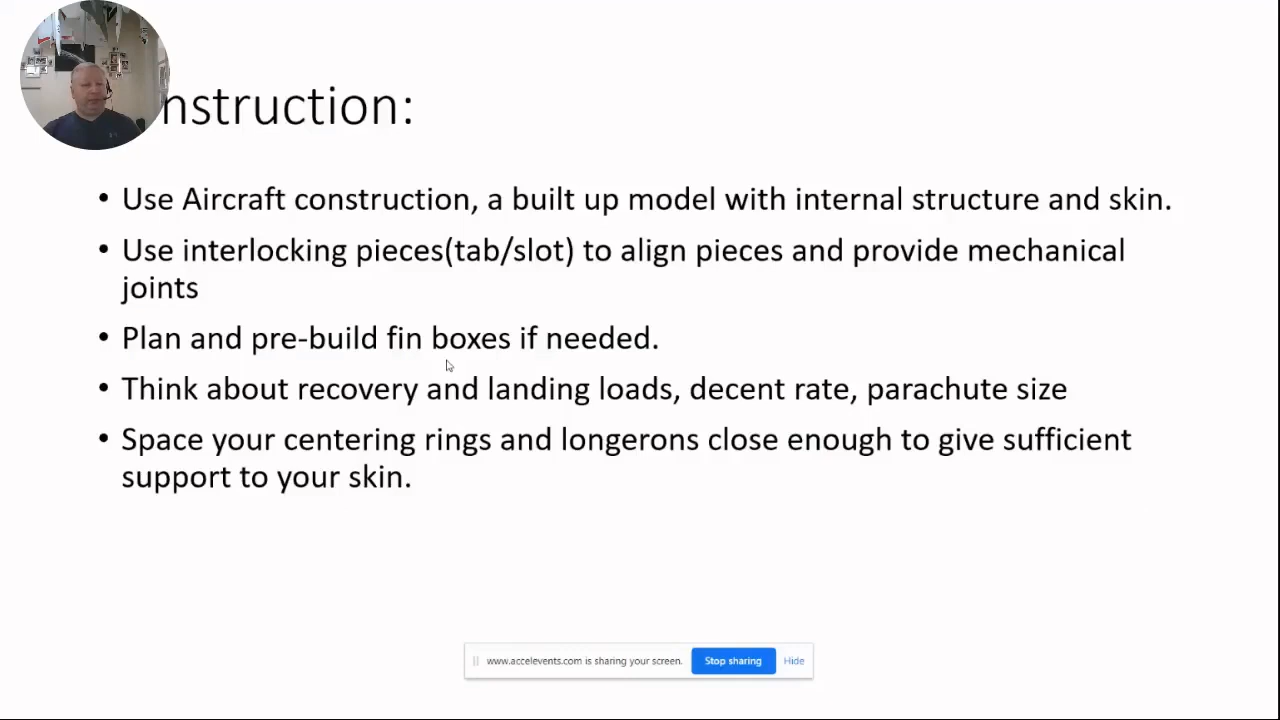 nstruction:
• Use Aircraft construction, a built up model with internal structure and skin.
• Use interlocking pieces(tab/slot) to align pieces and provide mechanical
joints
• Plan and pre-build fin boxes if needed.
• Think about recovery and landing loads, decent rate, parachute size
• Space your centering rings and longerons close enough to give sufficient
support to your skin.
www.accelevents.com is sharing your screen. Stop sharing Hide